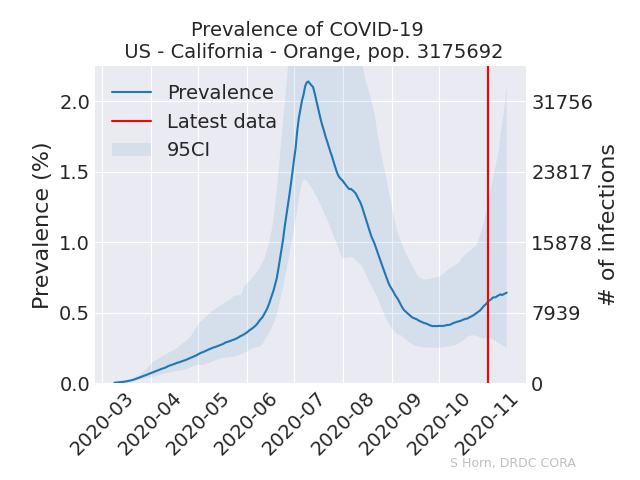 Prevalence of COVID-19
US - California - Orange, pop. 3175692
Prevalence
Latest data
95CI
Prevalence (%)
2.0
1.5
1.0
0.5
0.0
31756
23817
15878
7939
0
# of infections
2020-03
2020-04
2020-05
2020-06
2020-07
2020-08
2020-09
2020-10
2020-11
S Horn, DRDC CORA